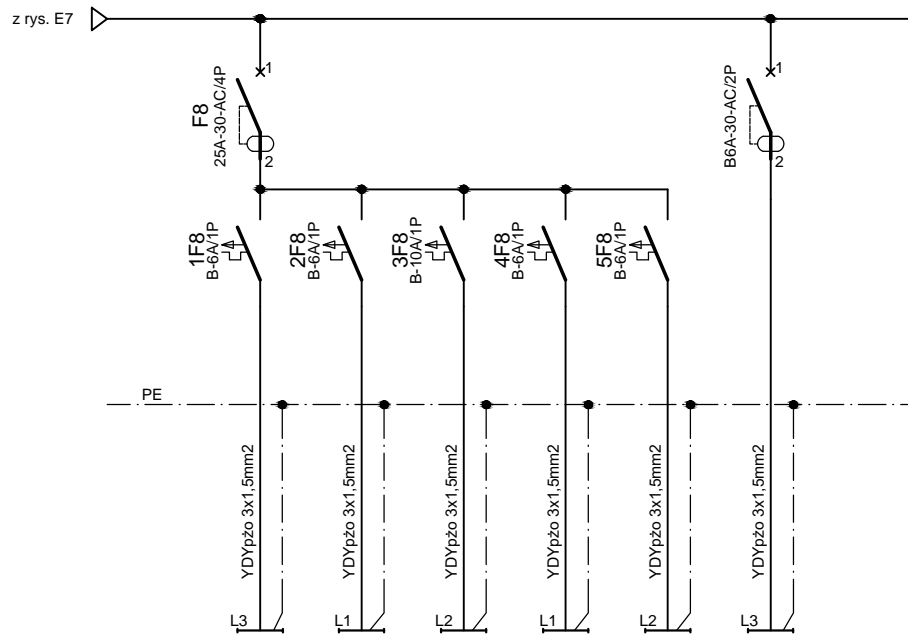 z rys. E7
1
F8
25A-30-AC/4P
2
1
B6A-30-AC/2P
2
1F8
B-6A/1P
2F8
B-6A/1P
3F8
B-10A/1P
4F8
B-6A/1P
5F8
B-6A/1P
PE
YDYpżo 3x1,5mm2
YDYpżo 3x1,5mm2
YDYpżo 3x1,5mm2
YDYpżo 3x1,5mm2
YDYpżo 3x1,5mm2
YDYpżo 3x1,5mm2
L3
L1
L2
L1
L2
L3